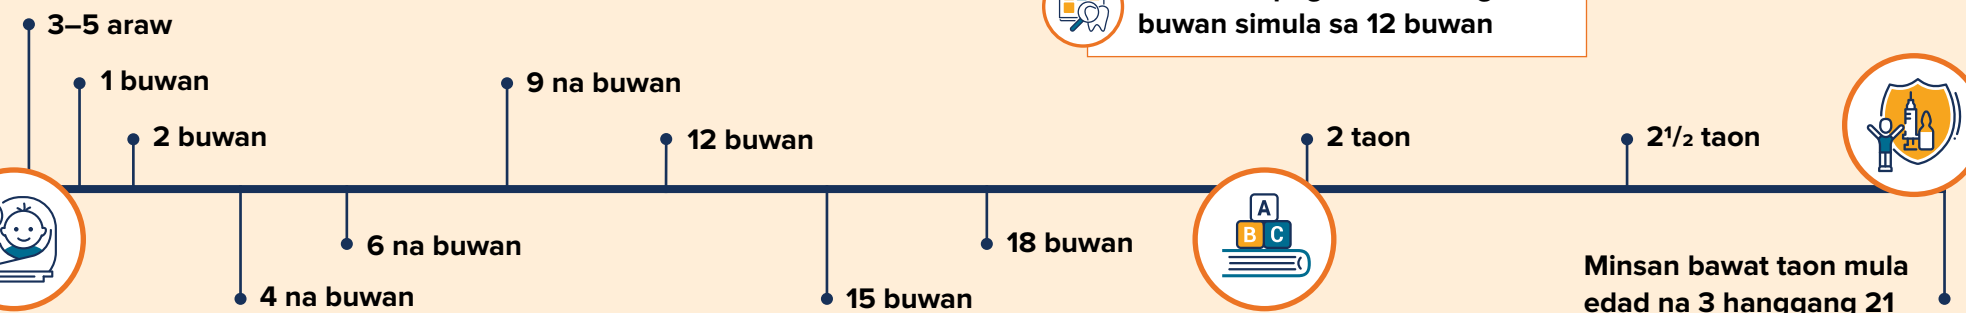 3–5 araw
buwan simula sa 12 buwan
1 buwan
9 na buwan
2 buwan
12 buwan
2 taon
2½ taon
A
B C
6 na buwan
18 buwan
4 na buwan
15 buwan
Minsan bawat taon mula
edad na 3 hanggang 21